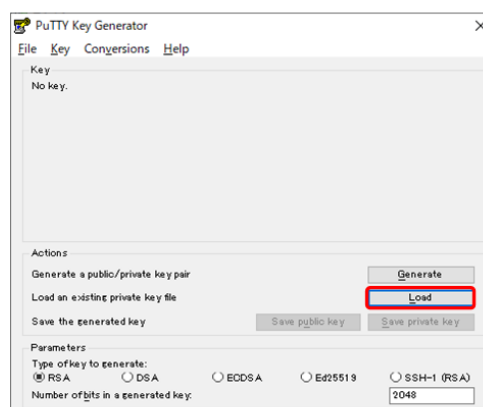 PuTTY Key Generator
File Key Conversions Help
Key
No key.
Actions
Generate a public/private key pair Generate
Load an existing private key file Load
Save the generated key Save public key Save private key
Parameters
Type of key to generate:
RSA DSA ECDSA Ed25519 SSH-1 (RSA)
Number of bits in a generated key: 2048